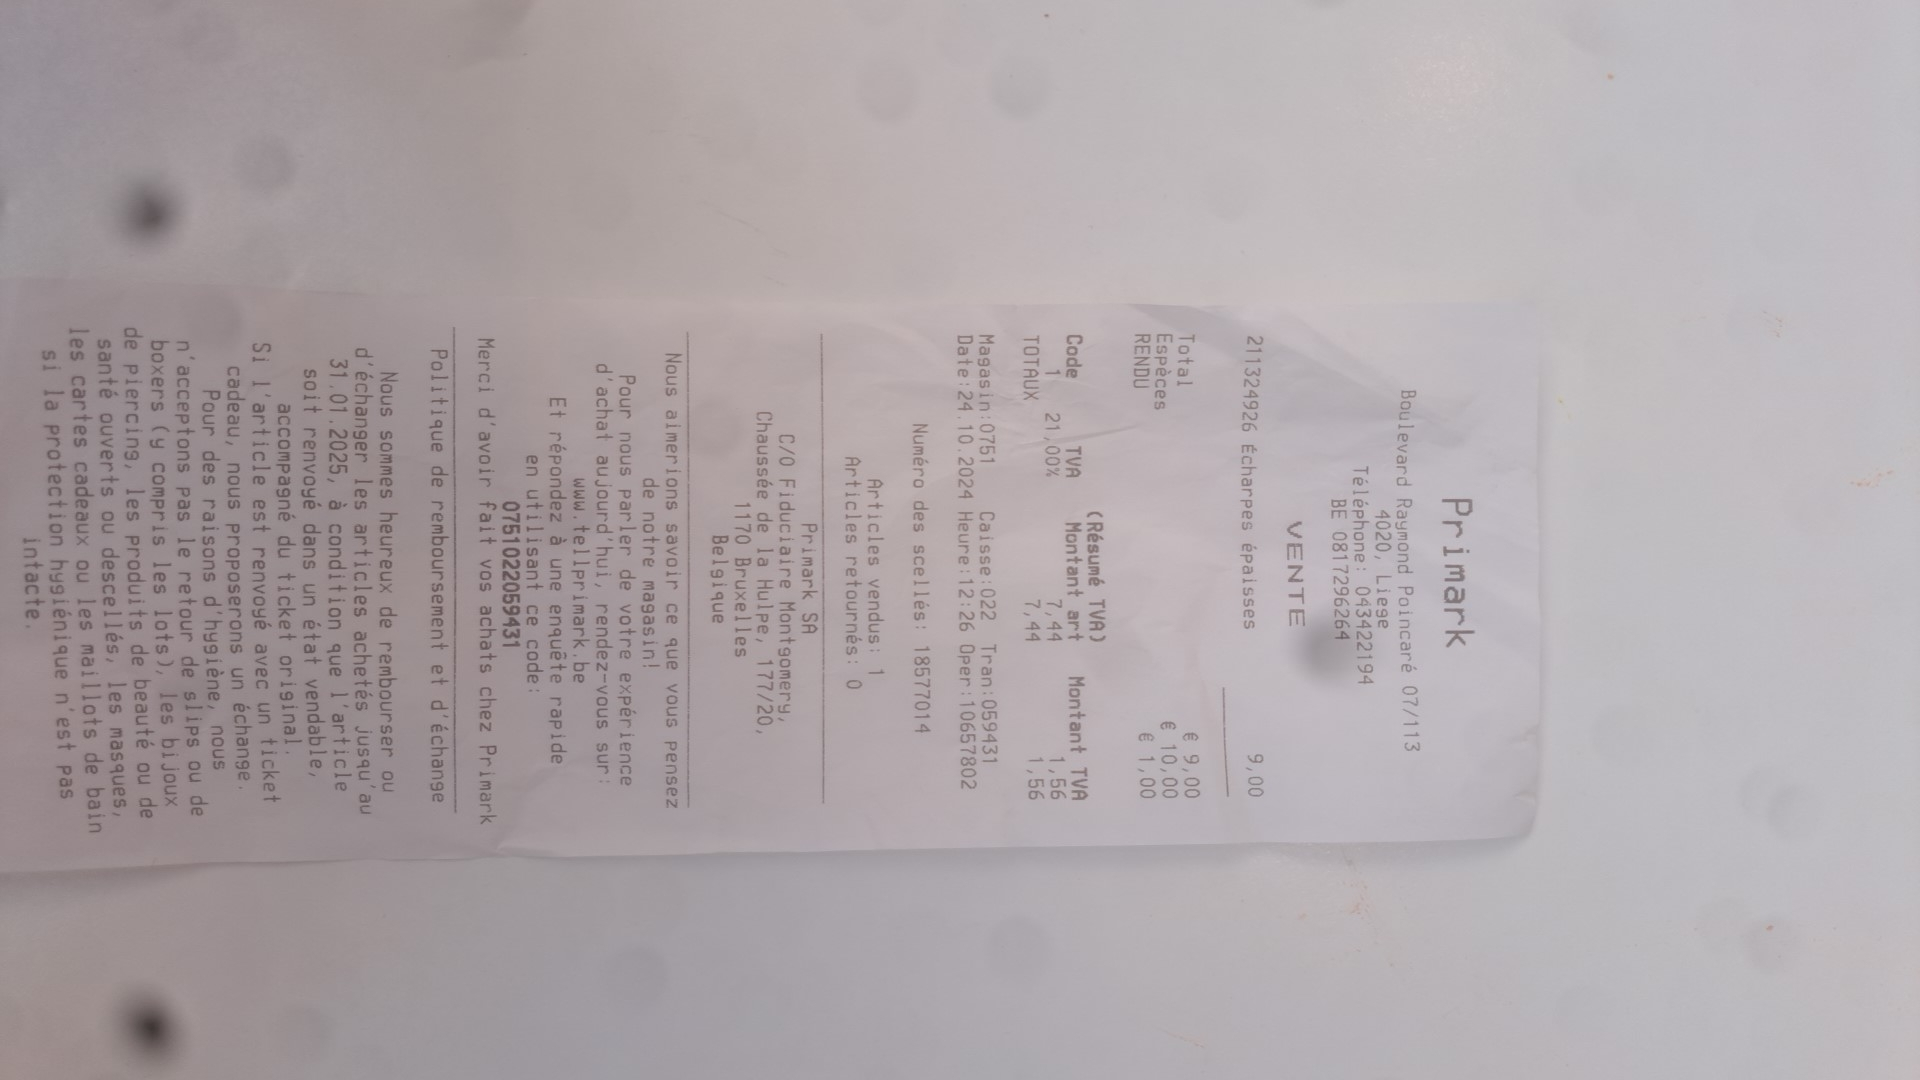 Primark
Boulevard Raymond Poincaré 07/113
4020, Liege
Téléphone: 043422194
BE 0817296264
VENTE
211324926 Écharpes épaisses 9,00
Total € 9,00
Espèces € 10,00
RENDU € 1,00
(Résumé TVA)
Code TVA Montant art Montant TVA
1 21,00% 7,44 1,56
TOTAUX 7,44 1,56
Magasin:0751 Caisse:022 Tran:059431
Date:24.10.2024 Heure:12:26 Oper:10657802
Numéro des scellés: 18577014
Articles vendus: 1
Articles retournés: 0
Primark SA
C/O Fiduciaire Montgomery,
Chaussée de la Hulpe, 177/20,
1170 Bruxelles
Belgique
Nous aimerions savoir ce que vous pensez
de notre magasin!
Pour nous parler de votre expérience
d'achat aujourd'hui, rendez-vous sur:
www.tellprimark.be
Et répondez à une enquête rapide
en utilisant ce code:
075102205 9431
Merci d'avoir fait vos achats chez Primark
Politique de remboursement et d'échange
Nous sommes heureux de rembourser ou
d'échanger les articles achetés jusqu'au
31.01.2025, à condition que l'article
soit renvoyé dans un état vendable,
accompagné du ticket original.
Si l'article est renvoyé avec un ticket
cadeau, nous proposerons un échange.
Pour des raisons d'hygiène, nous
n'acceptons pas le retour de slips ou de
boxers (y compris les lots), les bijoux
de piercing, les produits de beauté ou de
santé ouverts ou descellés, les masques,
les cartes cadeaux ou les maillots de bain
si la protection hygiénique n'est pas
intacte.